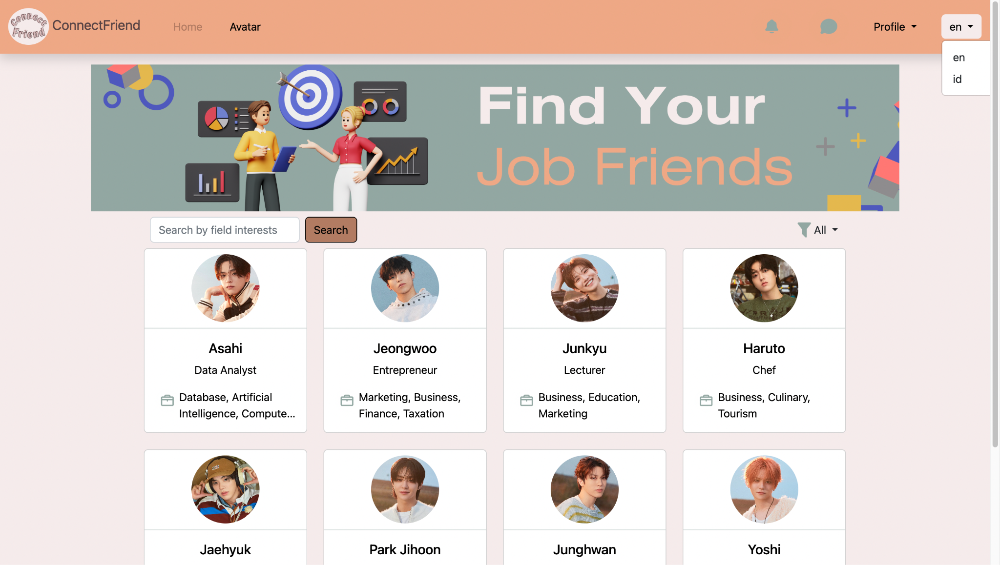 Connect
Friend
ConnectFriend
Home
Avatar
Profile
en
en
id
Find Your
Job Friends
Search by field interests
Search
All
Asahi
Data Analyst
Database, Artificial
Intelligence, Compute...
Jeongwoo
Entrepreneur
Marketing, Business,
Finance, Taxation
Junkyu
Lecturer
Business, Education,
Marketing
Haruto
Chef
Business, Culinary,
Tourism
Jaehyuk
Park Jihoon
Junghwan
Yoshi